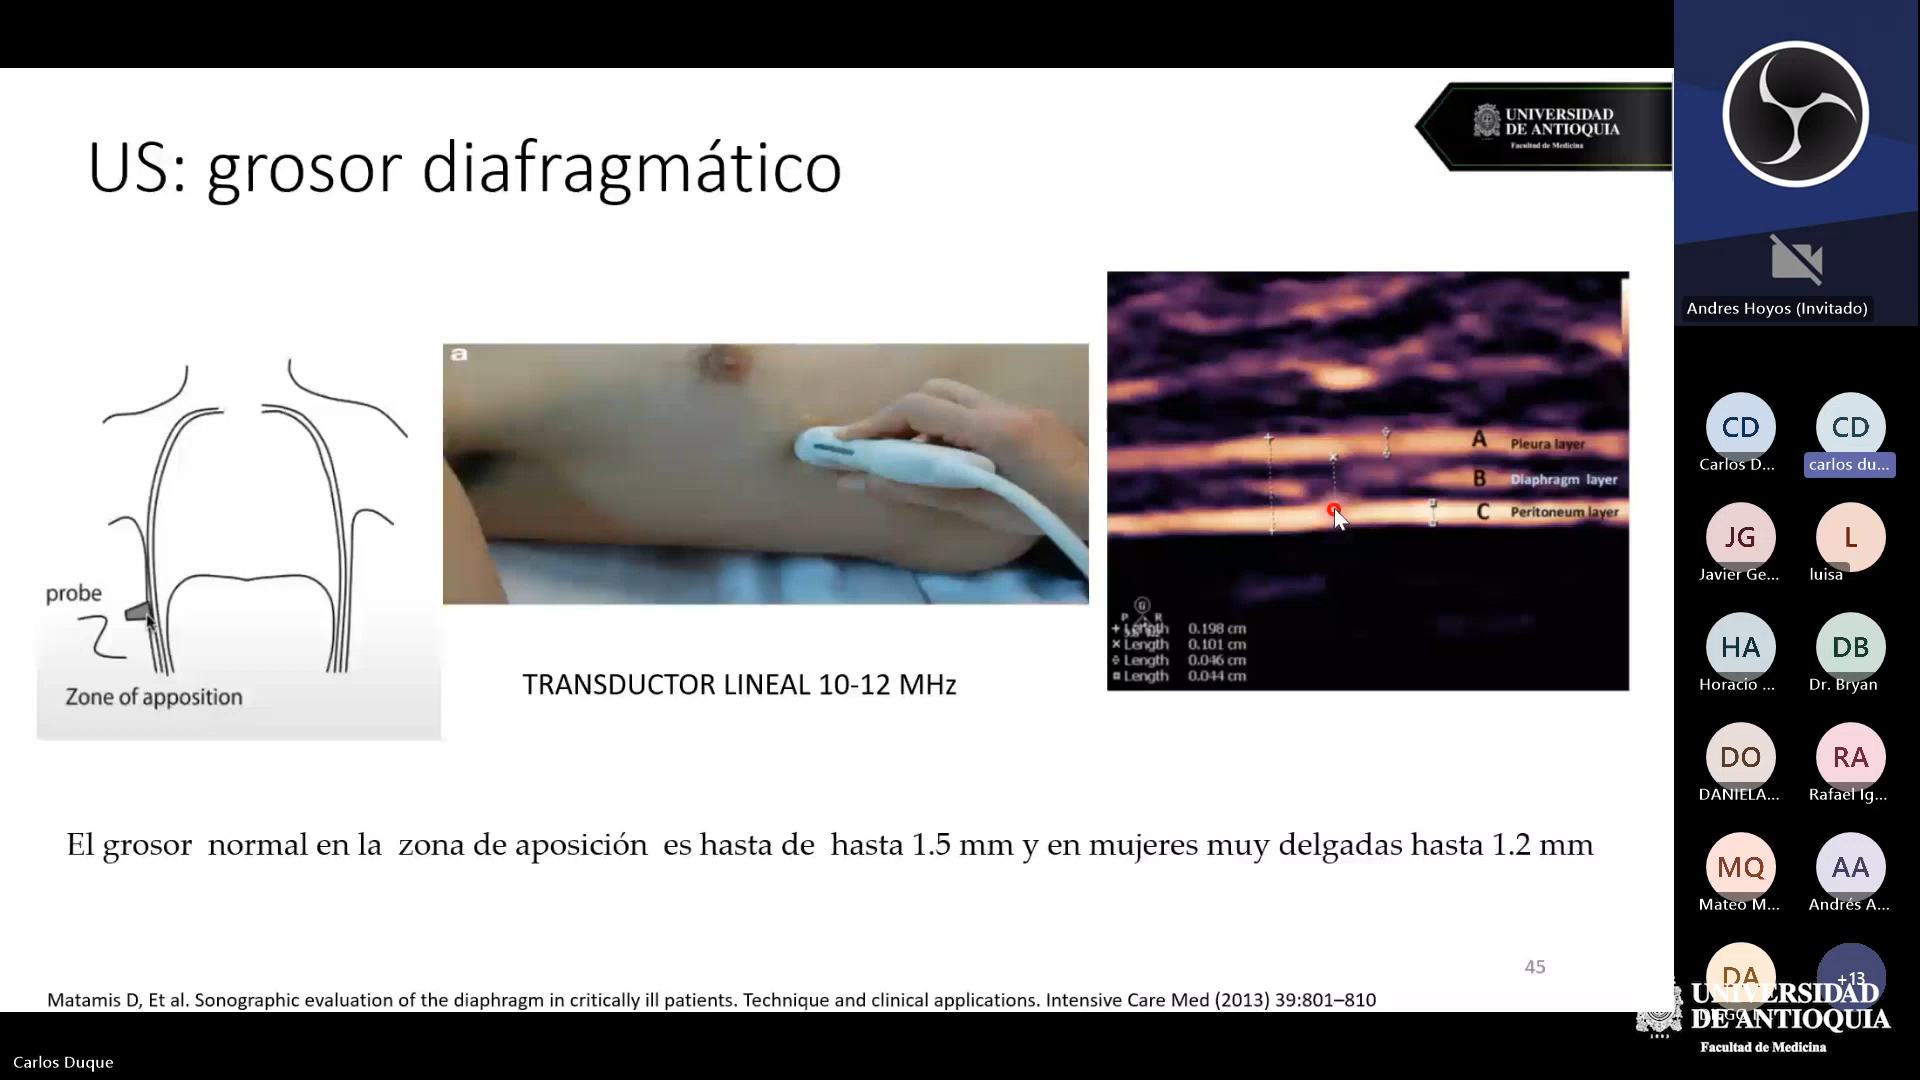 US: grosor diafragmático
UNIVERSIDAD
DE ANTIOQUIA
Facultad de Medicina
probe
Zone of apposition
a
TRANSDUCTOR LINEAL 10-12 MHz
A Pleura layer
B Diaphragm layer
C Peritoneum layer
P R
+ Length 0.198 cm
× Length 0.101 cm
Length 0.046 cm
Length 0.044 cm
El grosor normal en la zona de aposición es hasta de hasta 1.5 mm y en mujeres muy delgadas hasta 1.2 mm
45
Matamis D, Et al. Sonographic evaluation of the diaphragm in critically ill patients. Technique and clinical applications. Intensive Care Med (2013) 39:801–810
Carlos Duque
Andres Hoyos (Invitado)
CD CD
Carlos D... carlos du...
JG L
Javier Ge... luisa
HA DB
Horacio ... Dr. Bryan
DO RA
DANIELA... Rafael Ig...
MQ AA
Mateo M... Andrés A...
DA +13
UNIVERSIDAD
DE ANTIOQUIA
Facultad de Medicina